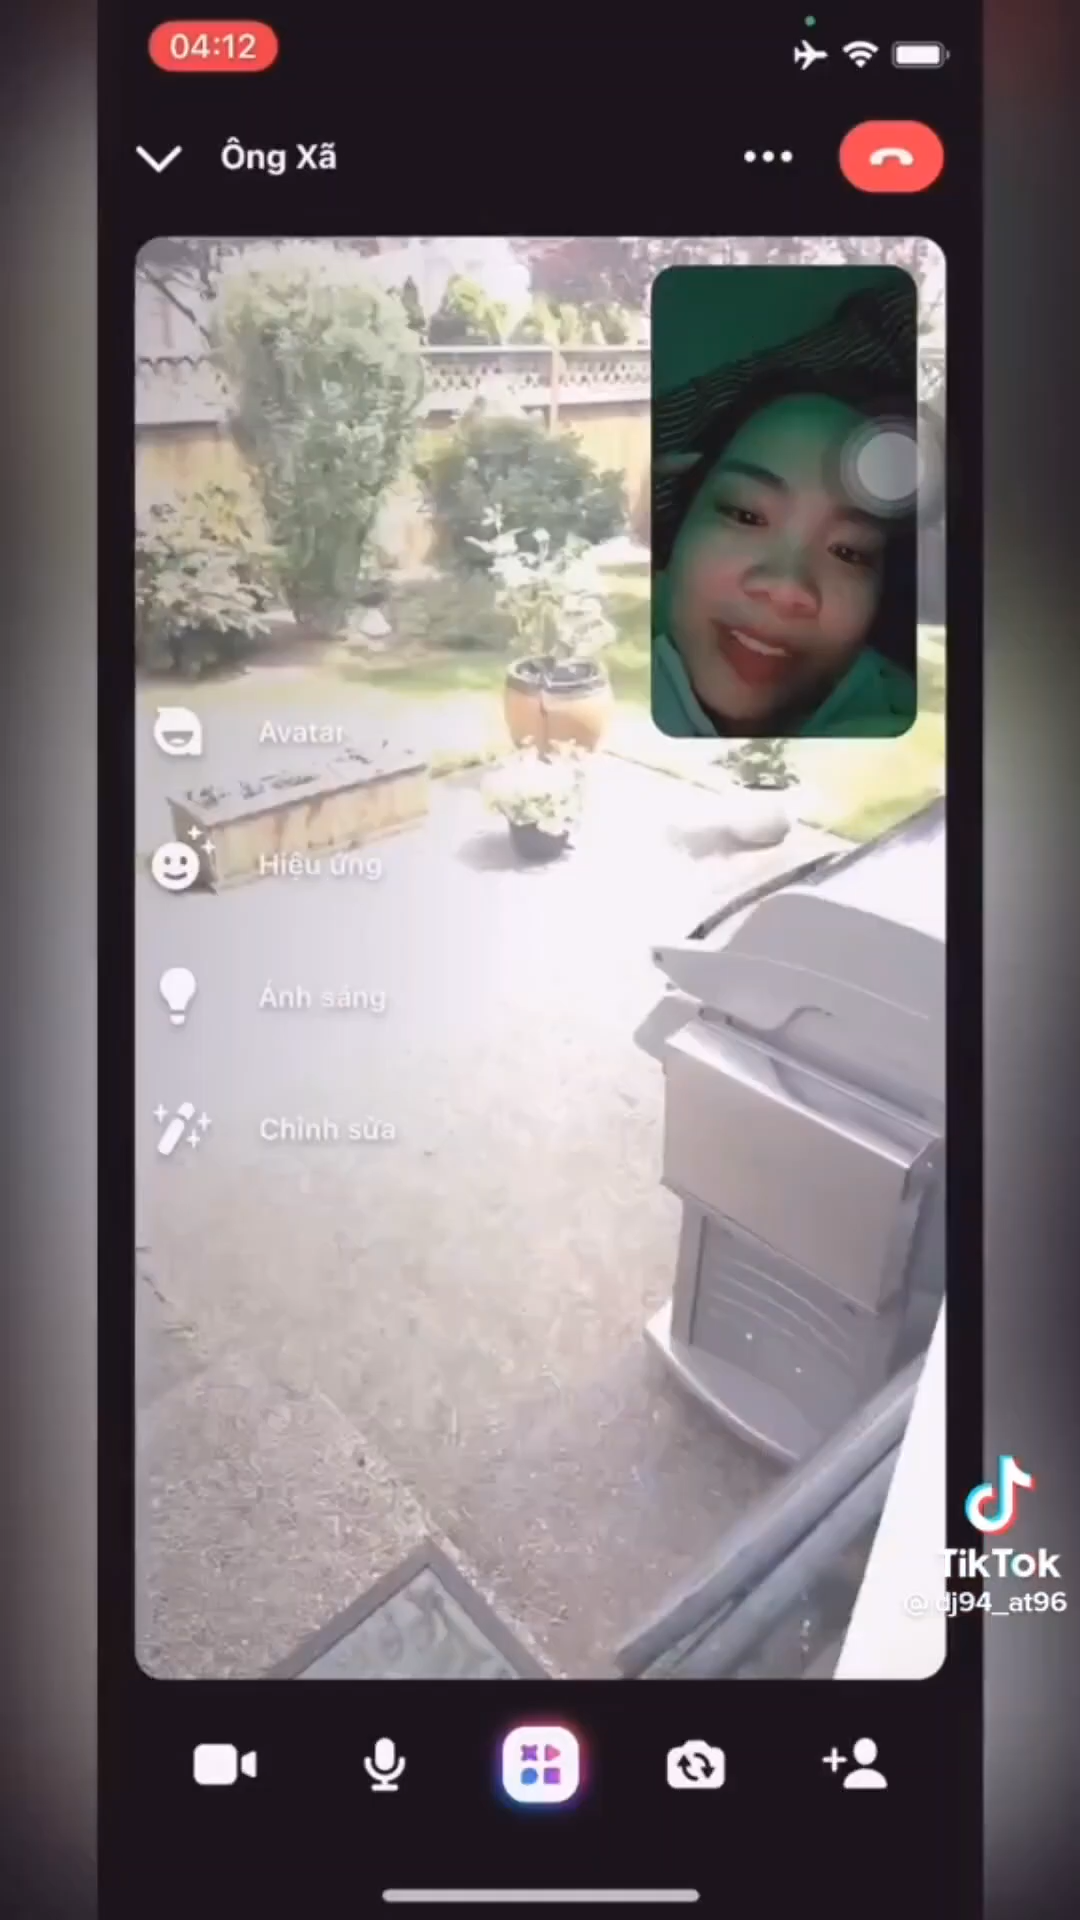 04:12
Ông Xã
Avatar
Hiệu ứng
Ánh sáng
Chỉnh sửa
TikTok
@dj94_at96